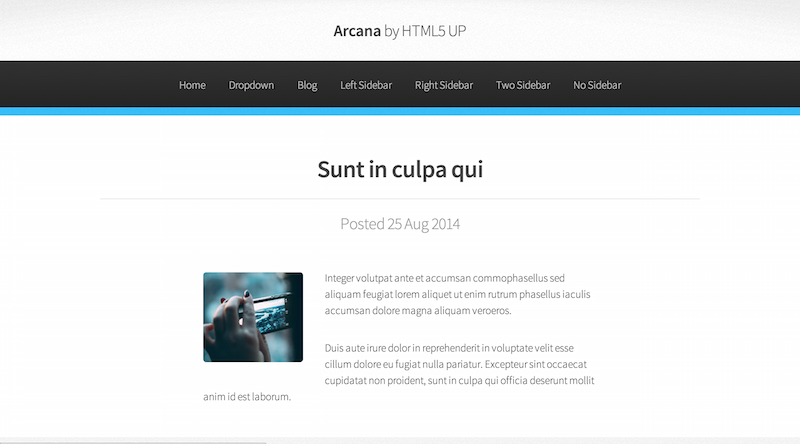 Arcana by HTML5 UP
Home Dropdown Blog Left Sidebar Right Sidebar Two Sidebar No Sidebar
Sunt in culpa qui
Posted 25 Aug 2014
Integer volutpat ante et accumsan commophasellus sed
aliquam feugiat lorem aliquet ut enim rutrum phasellus iaculis
accumsan dolore magna aliquam veroeros.
Duis aute irure dolor in reprehenderit in voluptate velit esse
cillum dolore eu fugiat nulla pariatur. Excepteur sint occaecat
cupidatat non proident, sunt in culpa qui officia deserunt mollit
anim id est laborum.